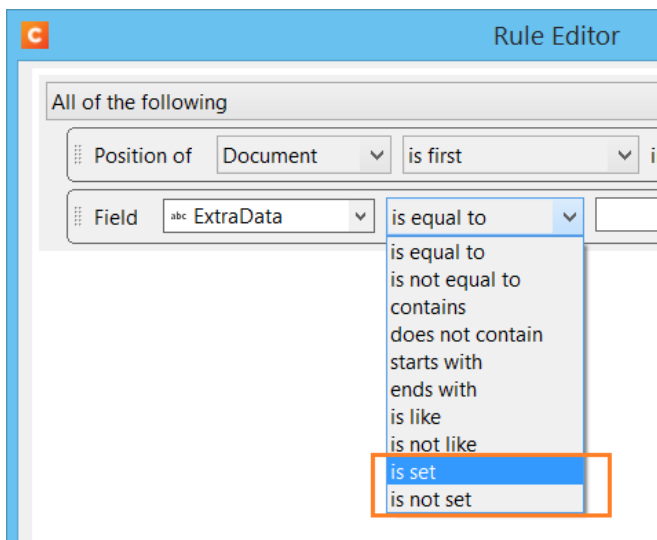 C Rule Editor
All of the following
Position of Document is first i
Field abc ExtraData is equal to
is equal to
is not equal to
contains
does not contain
starts with
ends with
is like
is not like
is set
is not set